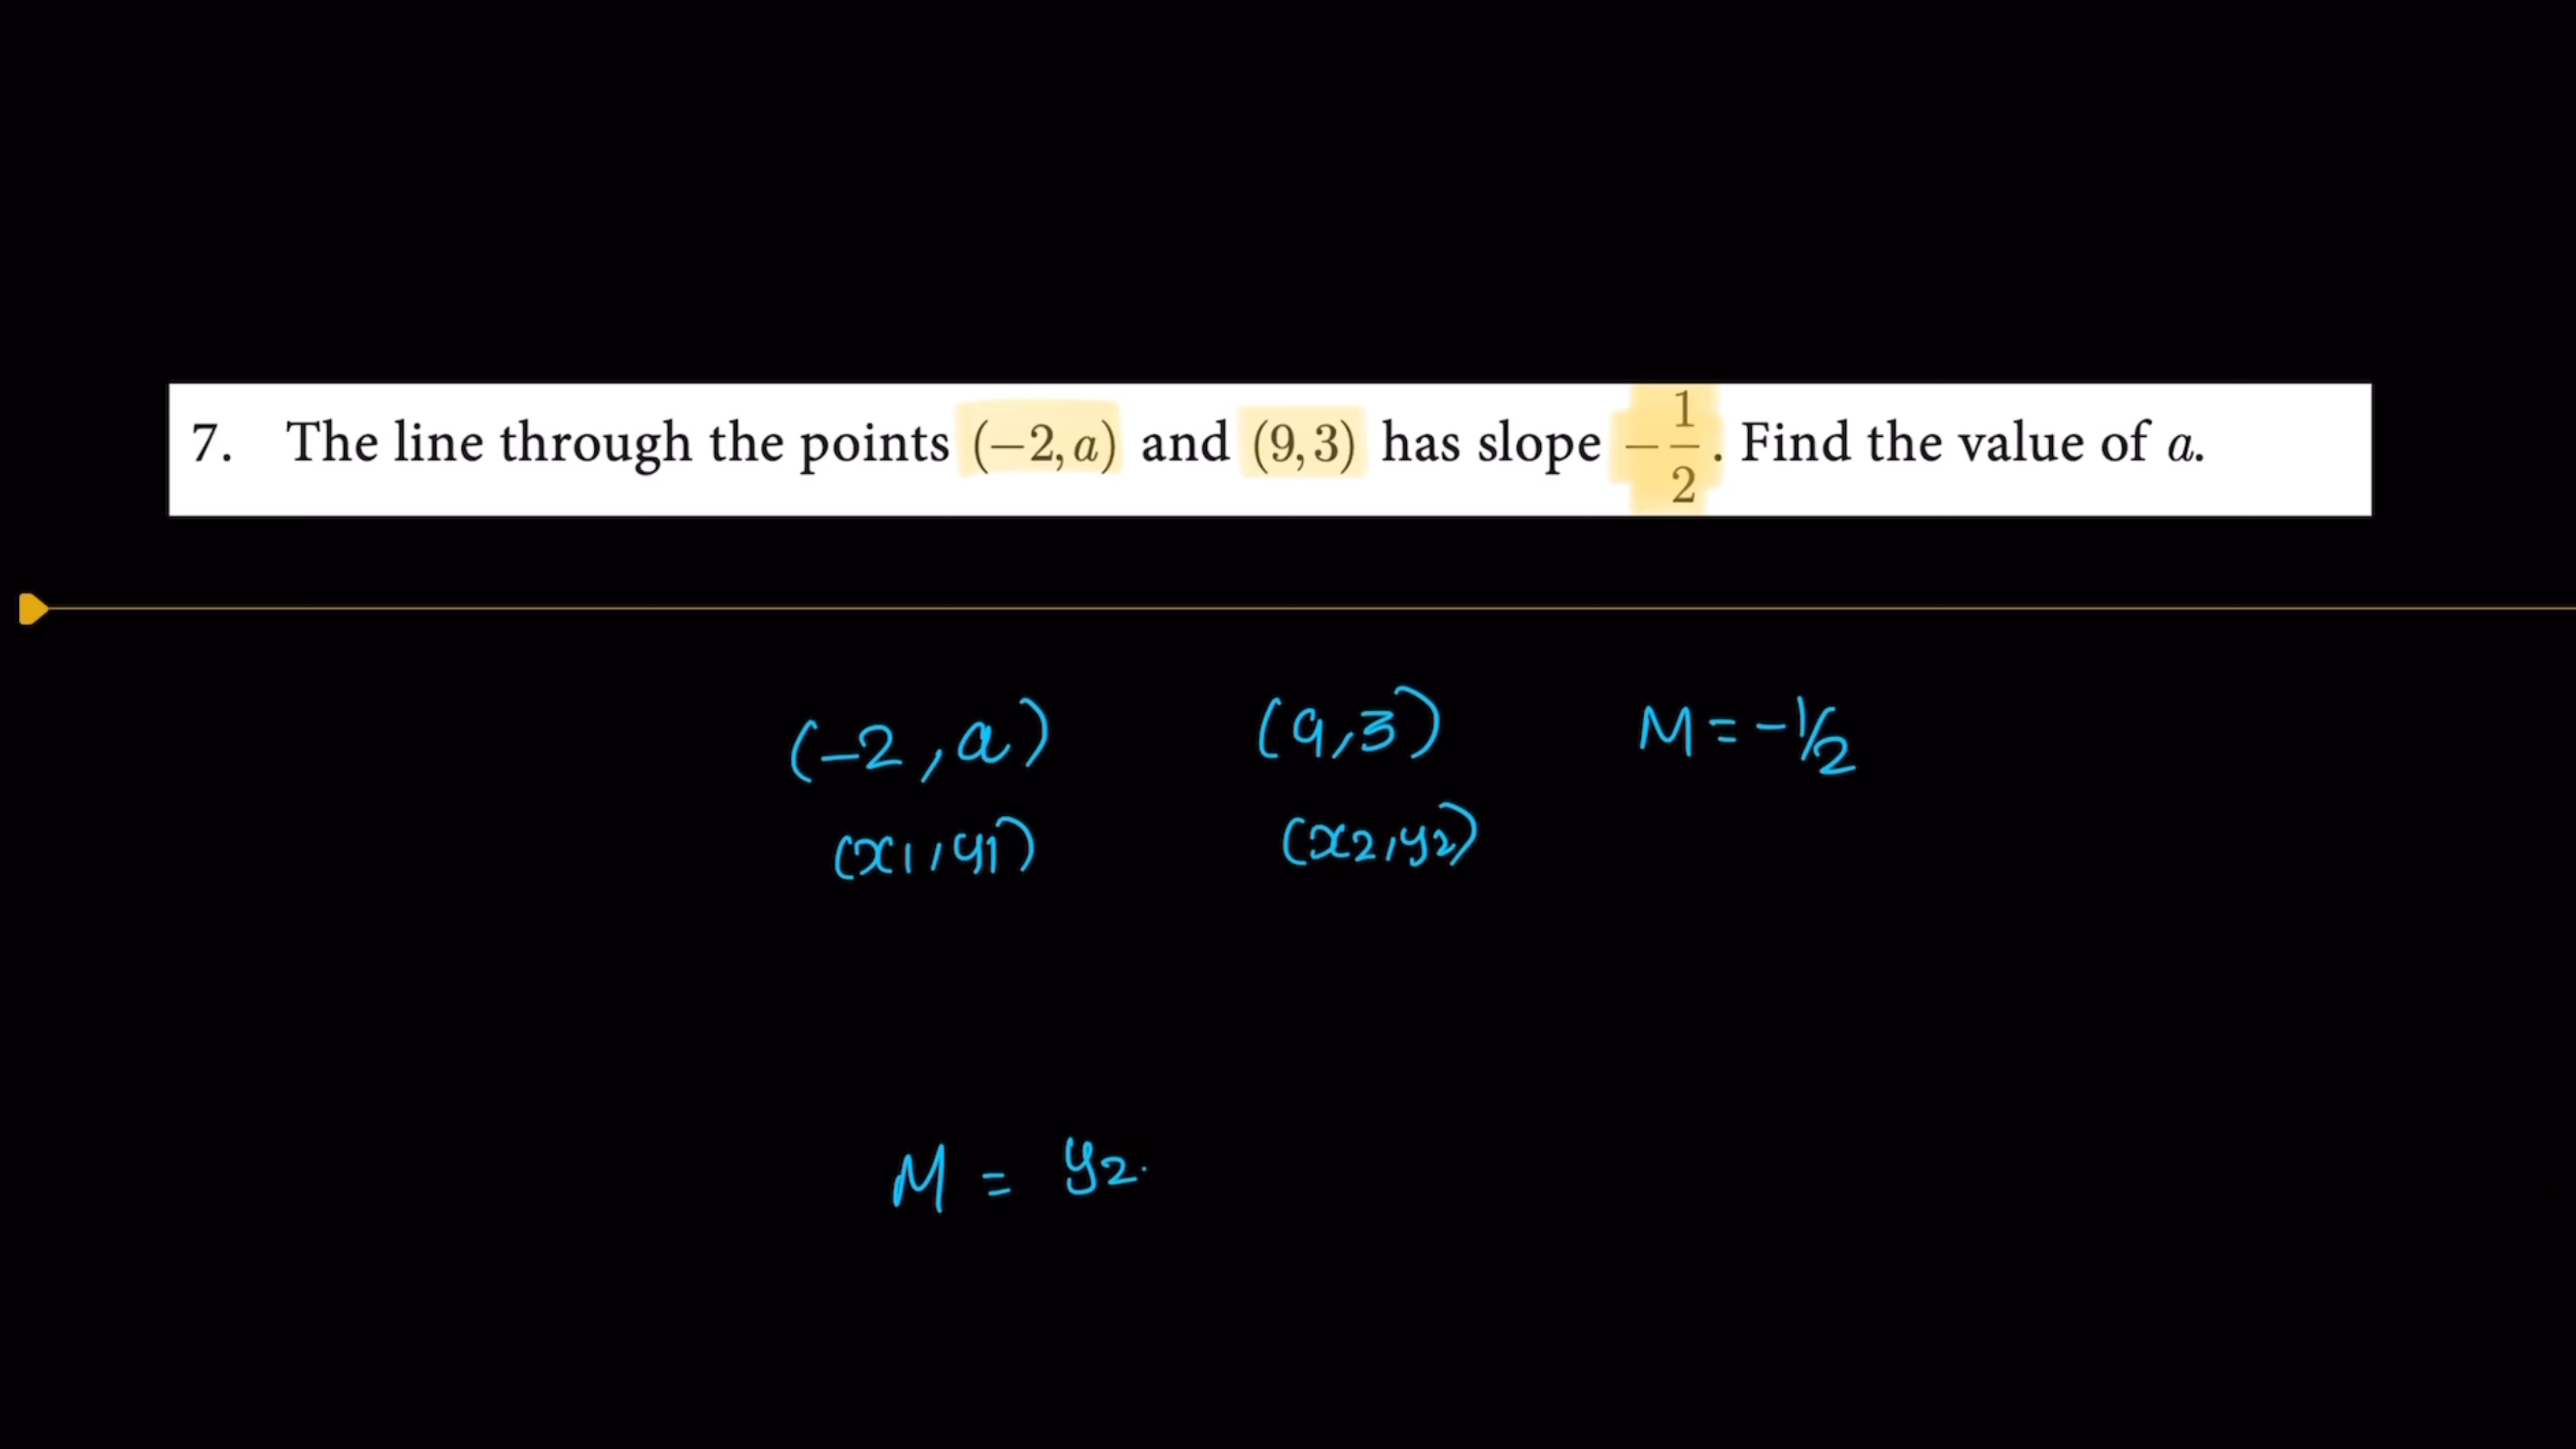 7. The line through the points (−2, a) and (9, 3) has slope −1/2. Find the value of a.
(-2, a) (9,3) M = -1/2
(x1, y1) (x2, y2)
M = y2.